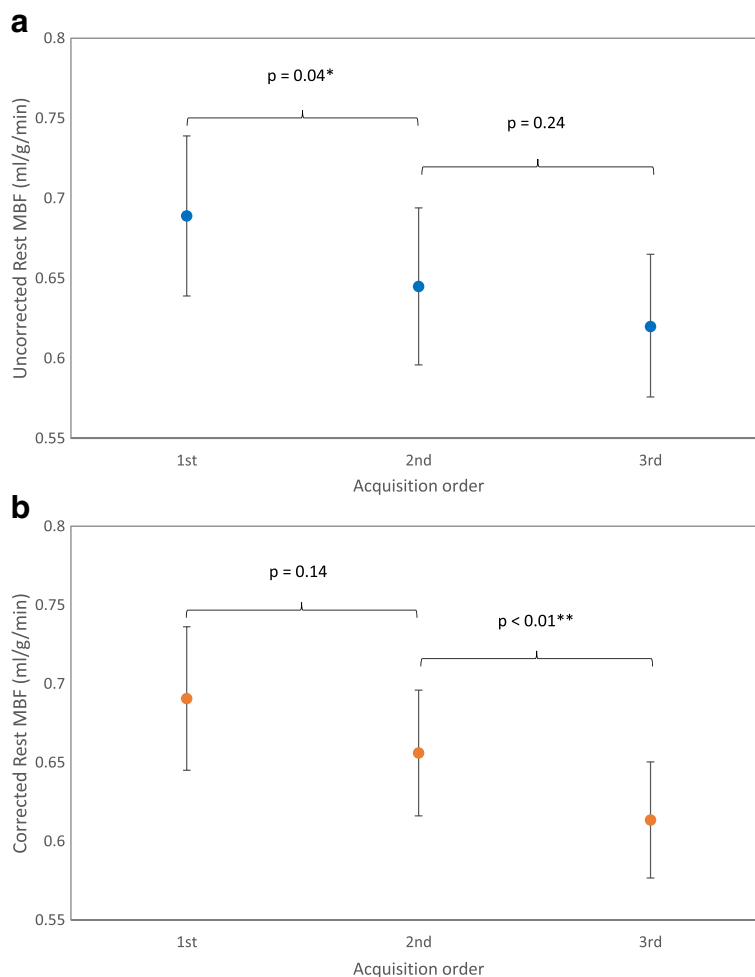 a
0.8
p = 0.04*
0.75
p = 0.24
0.7
0.65
0.6
0.55
Uncorrected Rest MBF (ml/g/min)
1st 2nd 3rd
Acquisition order
b
0.8
p = 0.14
0.75
p < 0.01**
0.7
0.65
0.6
0.55
Corrected Rest MBF (ml/g/min)
1st 2nd 3rd
Acquisition order